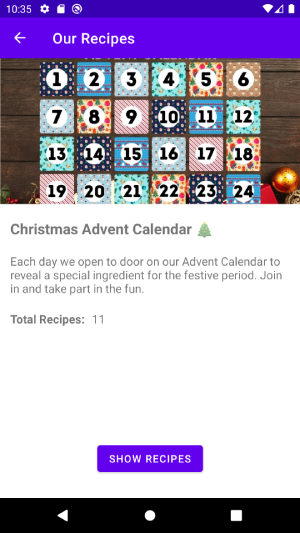 10:35
Our Recipes
1 2 3 4 5 6
7 8 9 10 11 12
13 14 15 16 17 18
19 20 21 22 23 24
Christmas Advent Calendar 🎄
Each day we open to door on our Advent Calendar to
reveal a special ingredient for the festive period. Join
in and take part in the fun.
Total Recipes: 11
SHOW RECIPES